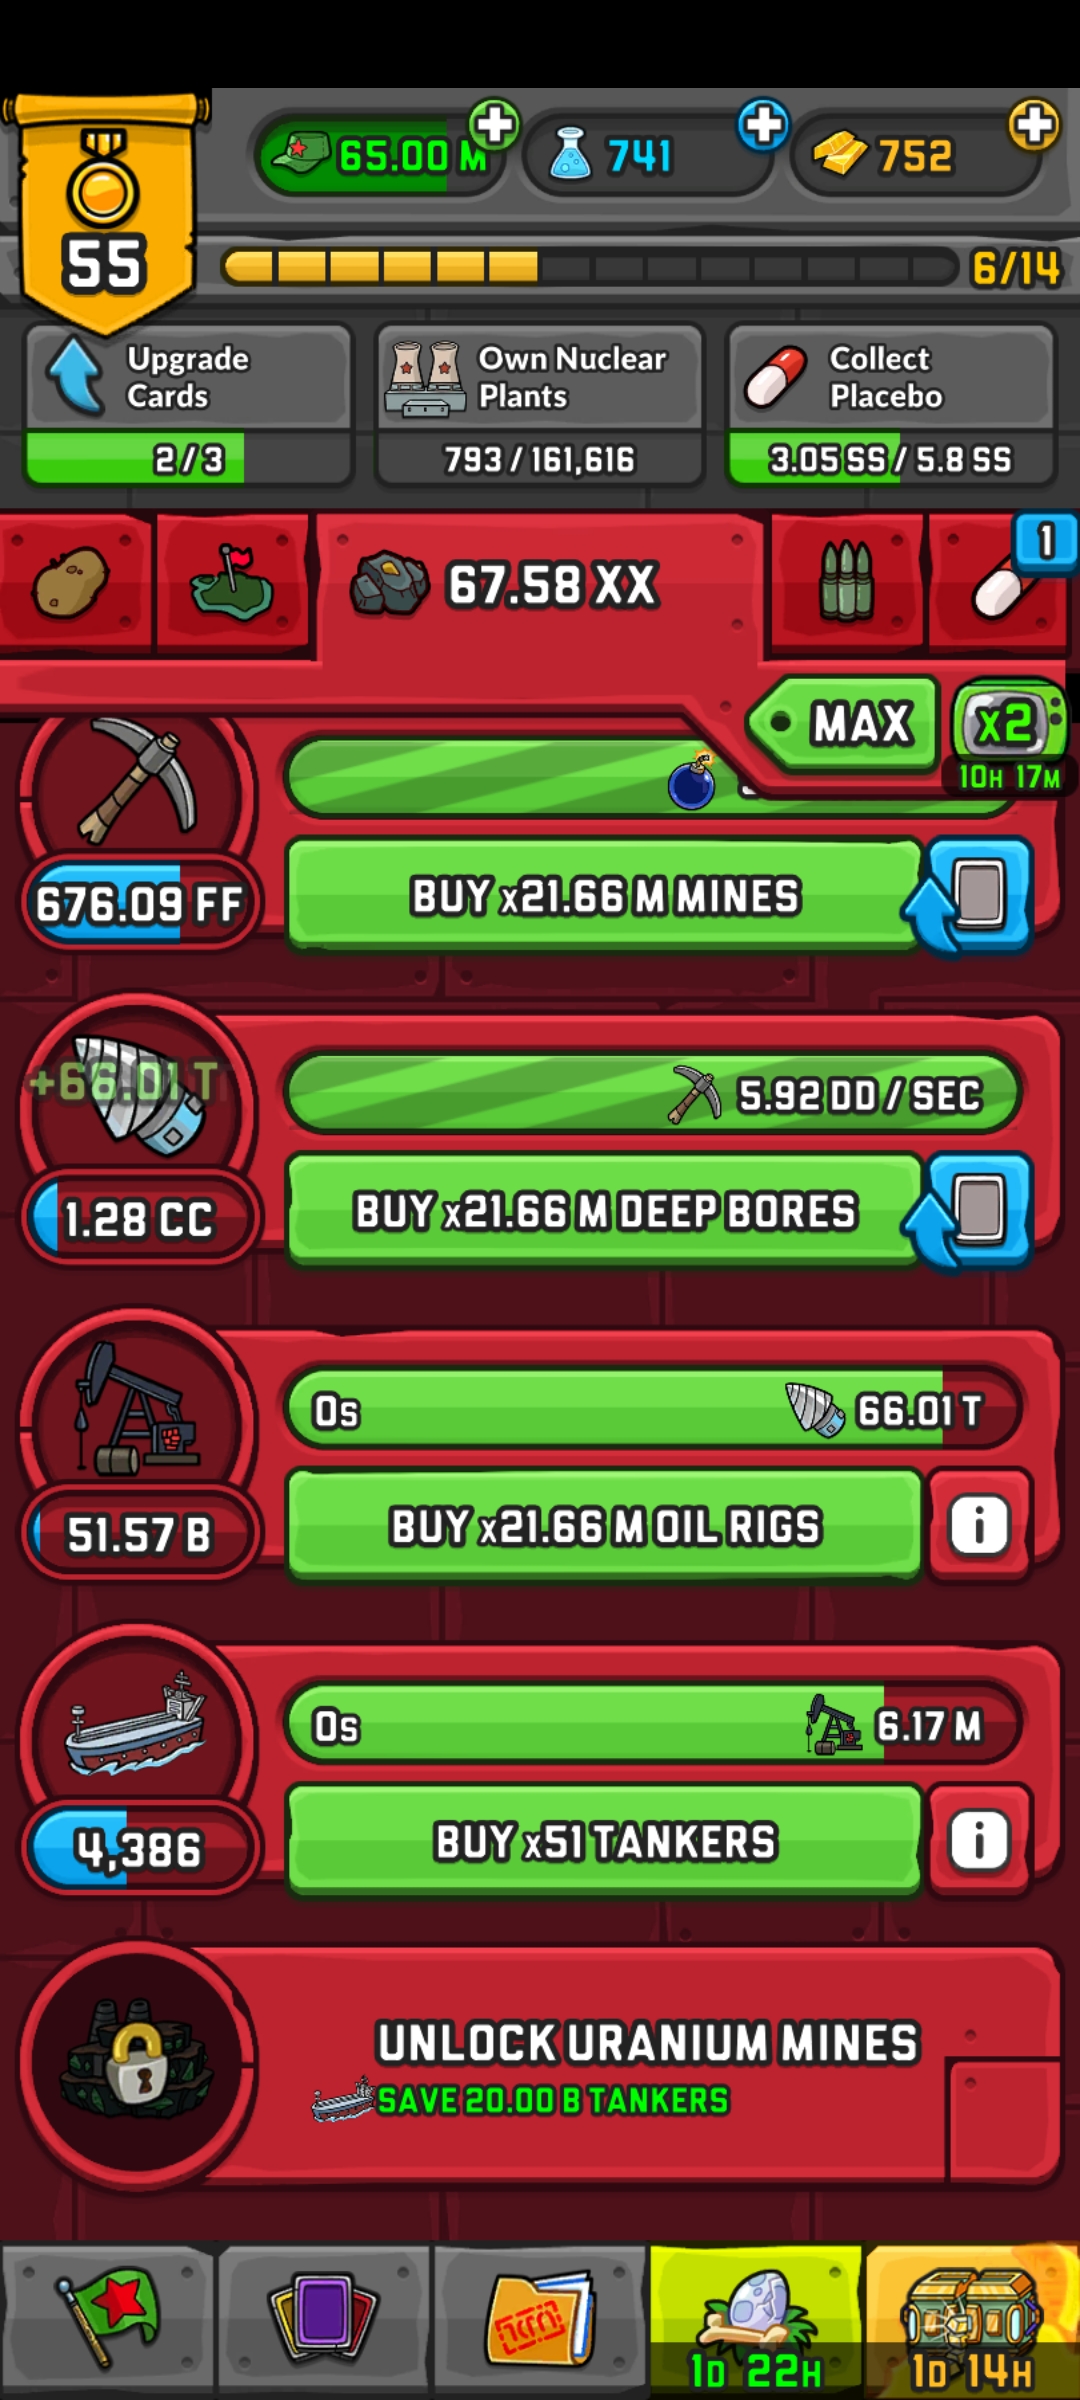 65.00 M
741
752
55
6/14
Upgrade
Cards
2/3
Own Nuclear
Plants
793 / 161,616
Collect
Placebo
3.05 SS / 5.8 SS
67.58 XX
1
MAX
x2
10H 17M
676.09 FF
BUY x21.66 M MINES
+66.01 T
5.92 DD / SEC
1.28 CC
BUY x21.66 M DEEP BORES
0s
66.01 T
51.57 B
BUY x21.66 M OIL RIGS
i
0s
6.17 M
4,386
BUY x51 TANKERS
i
UNLOCK URANIUM MINES
SAVE 20.00 B TANKERS
1D 22H
1D 14H